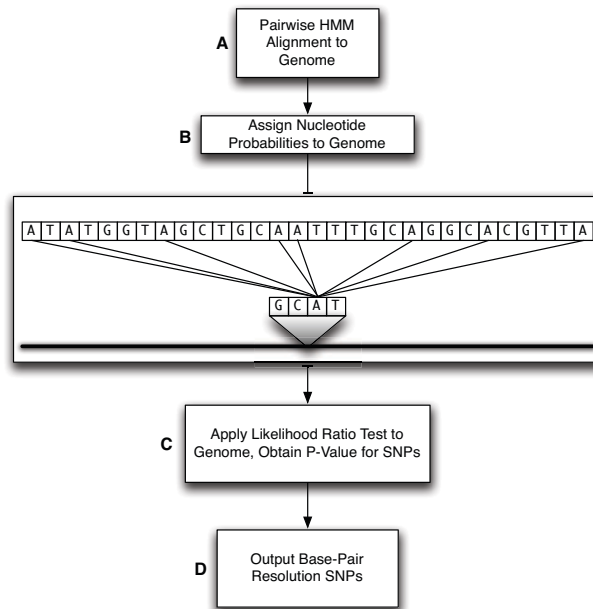 A
Pairwise HMM
Alignment to
Genome
B
Assign Nucleotide
Probabilities to Genome
A T A T G G T A G C T G C A A T T T G C A G G C A C G T T A
G C A T
C
Apply Likelihood Ratio Test to
Genome, Obtain P-Value for SNPs
D
Output Base-Pair
Resolution SNPs